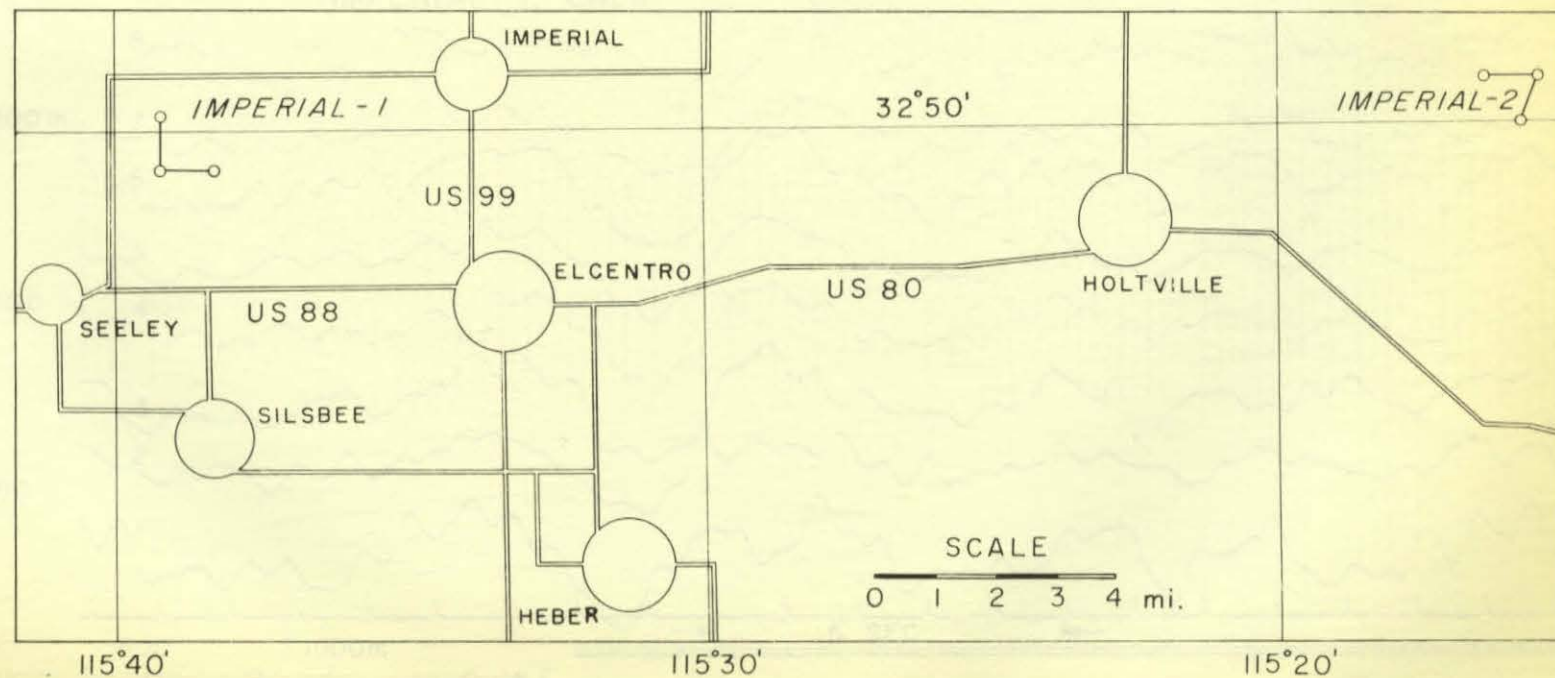 IMPERIAL
IMPERIAL-1
32°50'
IMPERIAL-2
US 99
ELCENTRO
US 80
HOLTVILLE
SEELEY
US 88
SILSBEE
SCALE
0 1 2 3 4 mi.
HEBER
115°40' 115°30' 115°20'